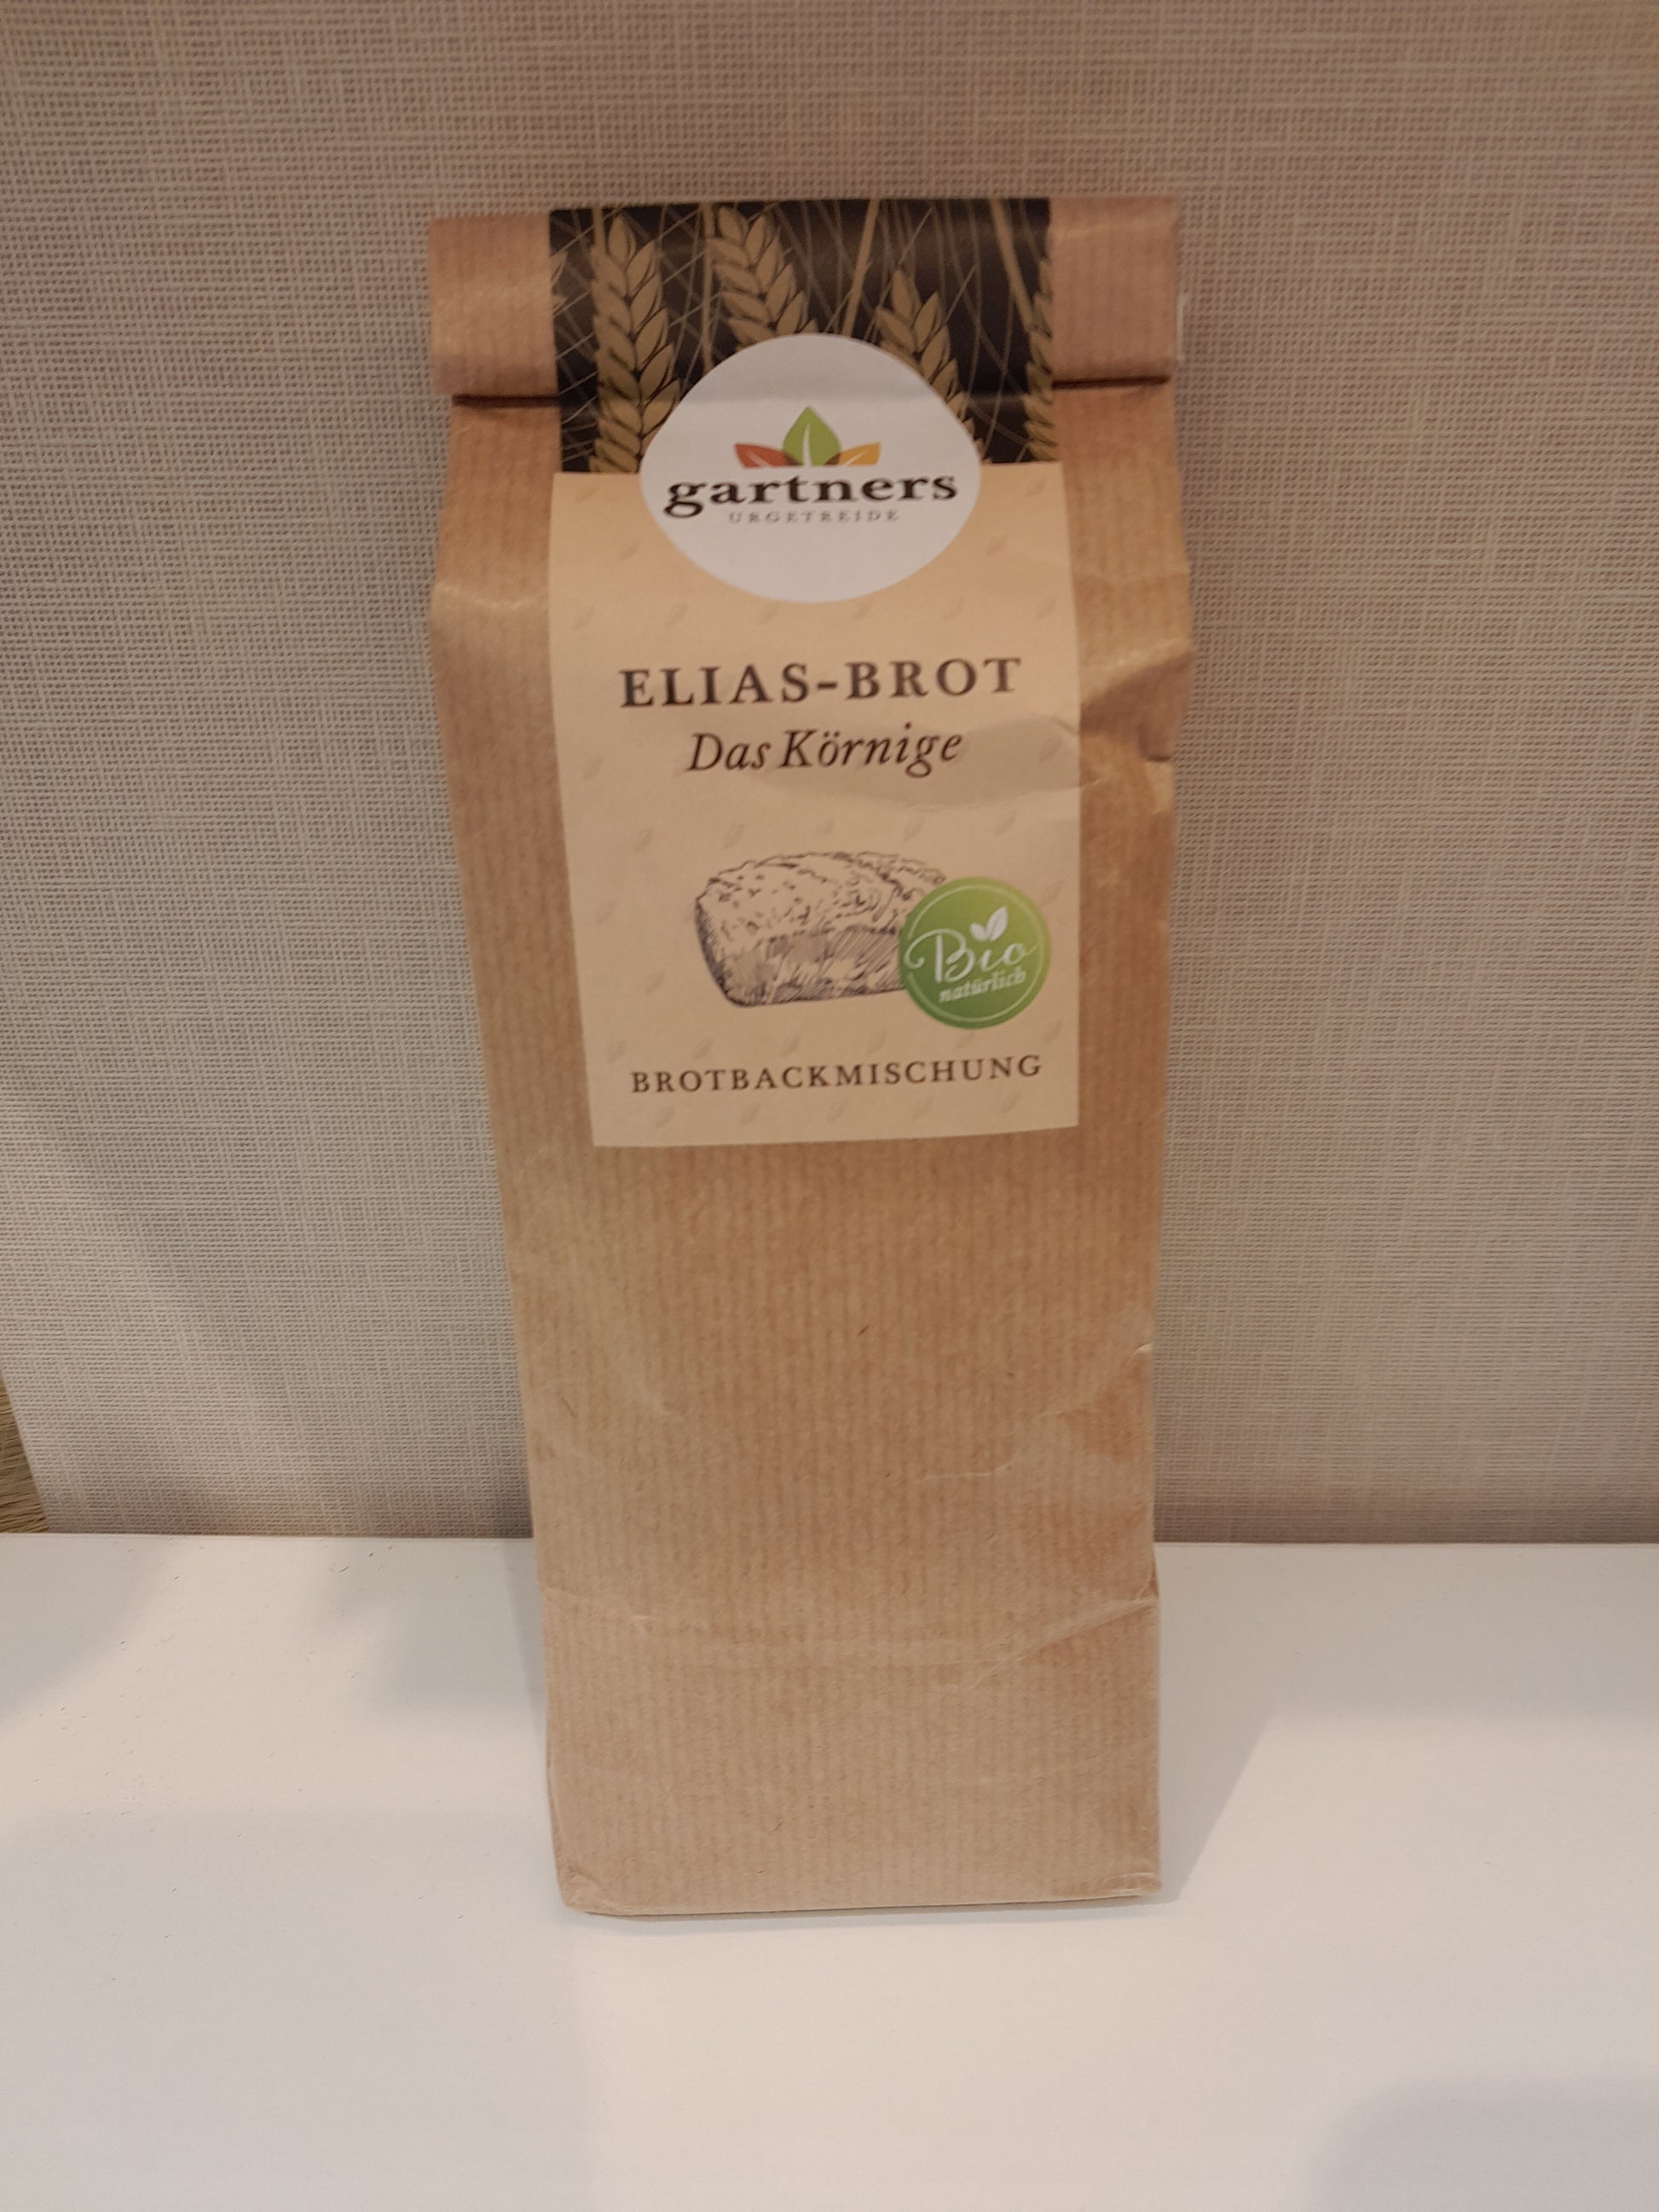 gartners
URGETREIDE
ELIAS-BROT
Das Körnige
Bio
natürlich
BROTBACKMISCHUNG